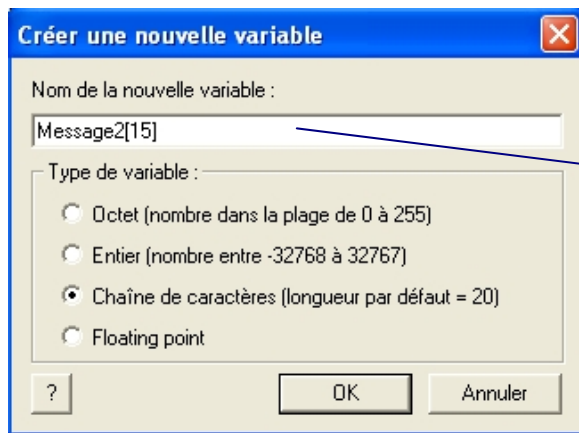 Créer une nouvelle variable
Nom de la nouvelle variable :
Message2[15]
Type de variable :
Octet (nombre dans la plage de 0 à 255)
Entier (nombre entre -32768 à 32767)
Chaîne de caractères (longueur par défaut = 20)
Floating point
? OK Annuler